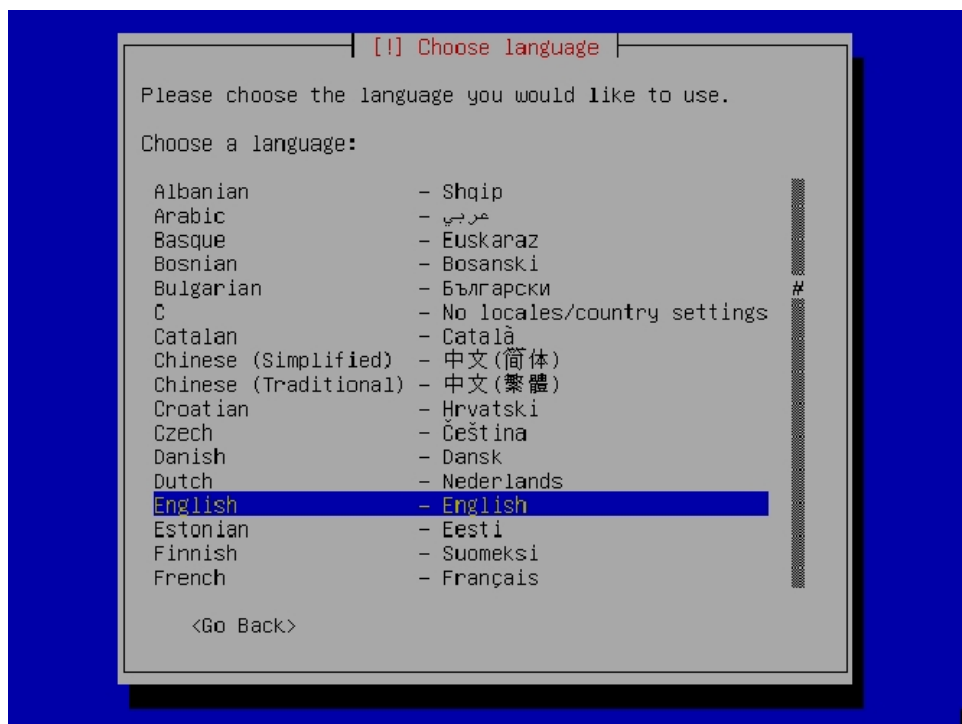 [!] Choose language
Please choose the language you would like to use.
Choose a language:
Albanian - Shqip
Arabic - عربي
Basque - Euskaraz
Bosnian - Bosanski
Bulgarian - Български
C - No locales/country settings
Catalan - Català
Chinese (Simplified) - 中文(简体)
Chinese (Traditional) - 中文(繁體)
Croatian - Hrvatski
Czech - Čeština
Danish - Dansk
Dutch - Nederlands
English - English
Estonian - Eesti
Finnish - Suomeksi
French - Français
<Go Back>